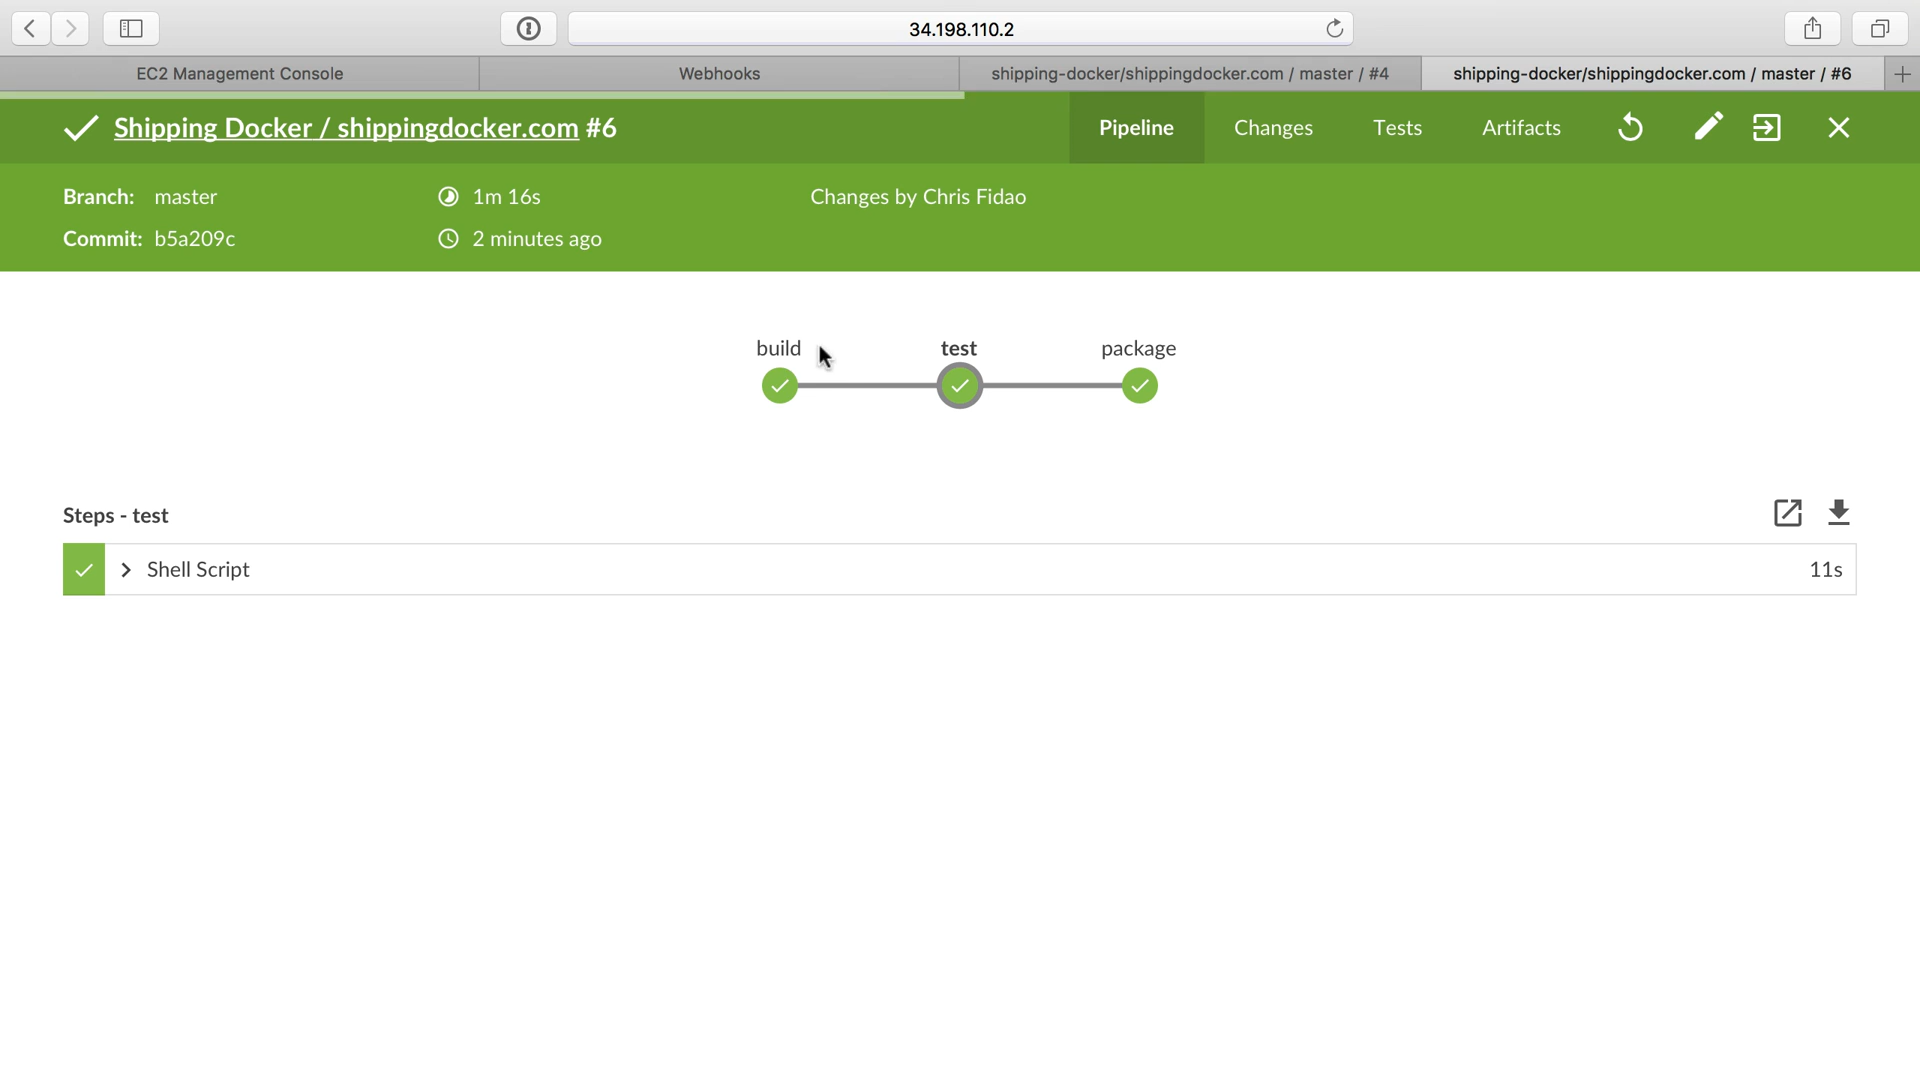 34.198.110.2
EC2 Management Console
Webhooks
shipping-docker/shippingdocker.com / master / #4
shipping-docker/shippingdocker.com / master / #6
Shipping Docker / shippingdocker.com #6
Pipeline
Changes
Tests
Artifacts
Branch: master
1m 16s
Changes by Chris Fidao
Commit: b5a209c
2 minutes ago
build
test
package
Steps - test
Shell Script
11s